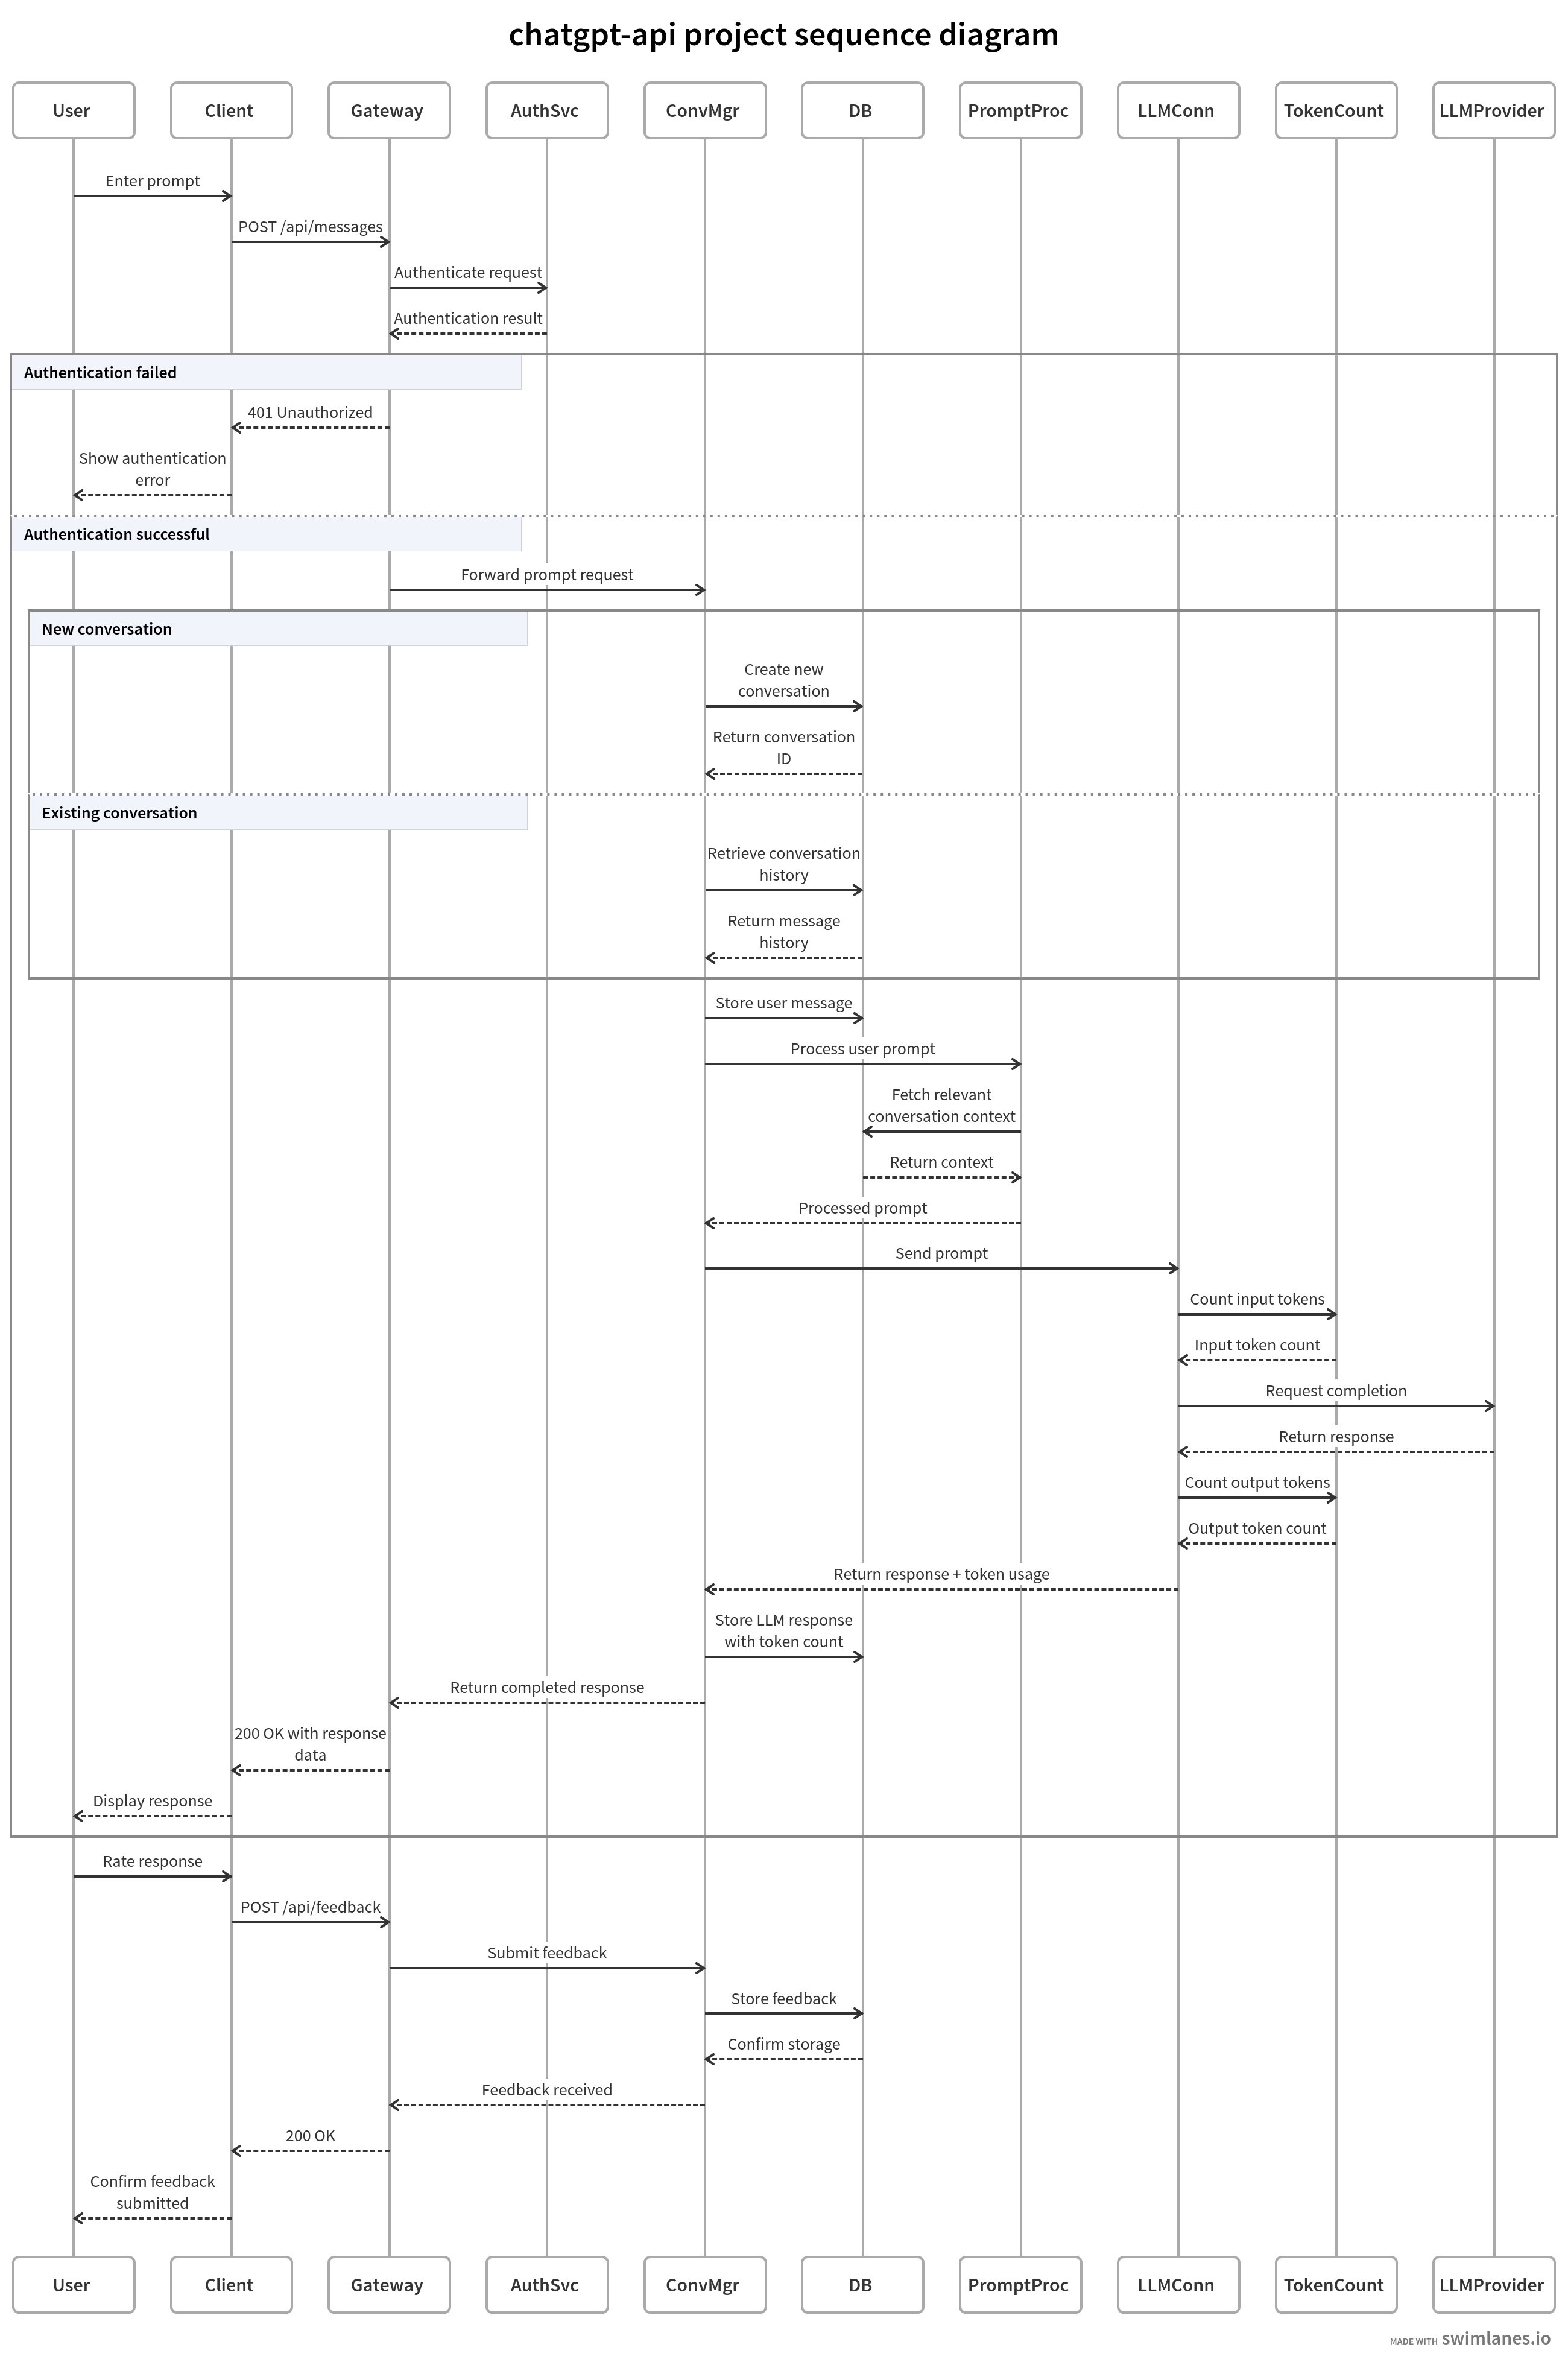 chatgpt-api project sequence diagram
User Client Gateway AuthSvc ConvMgr DB PromptProc LLMConn TokenCount LLMProvider
Enter prompt
POST /api/messages
Authenticate request
Authentication result
Authentication failed
401 Unauthorized
Show authentication
error
Authentication successful
Forward prompt request
New conversation
Create new
conversation
Return conversation
ID
Existing conversation
Retrieve conversation
history
Return message
history
Store user message
Process user prompt
Fetch relevant
conversation context
Return context
Processed prompt
Send prompt
Count input tokens
Input token count
Request completion
Return response
Count output tokens
Output token count
Return response + token usage
Store LLM response
with token count
Return completed response
200 OK with response
data
Display response
Rate response
POST /api/feedback
Submit feedback
Store feedback
Confirm storage
Feedback received
200 OK
Confirm feedback
submitted
User Client Gateway AuthSvc ConvMgr DB PromptProc LLMConn TokenCount LLMProvider
MADE WITH swimlanes.io